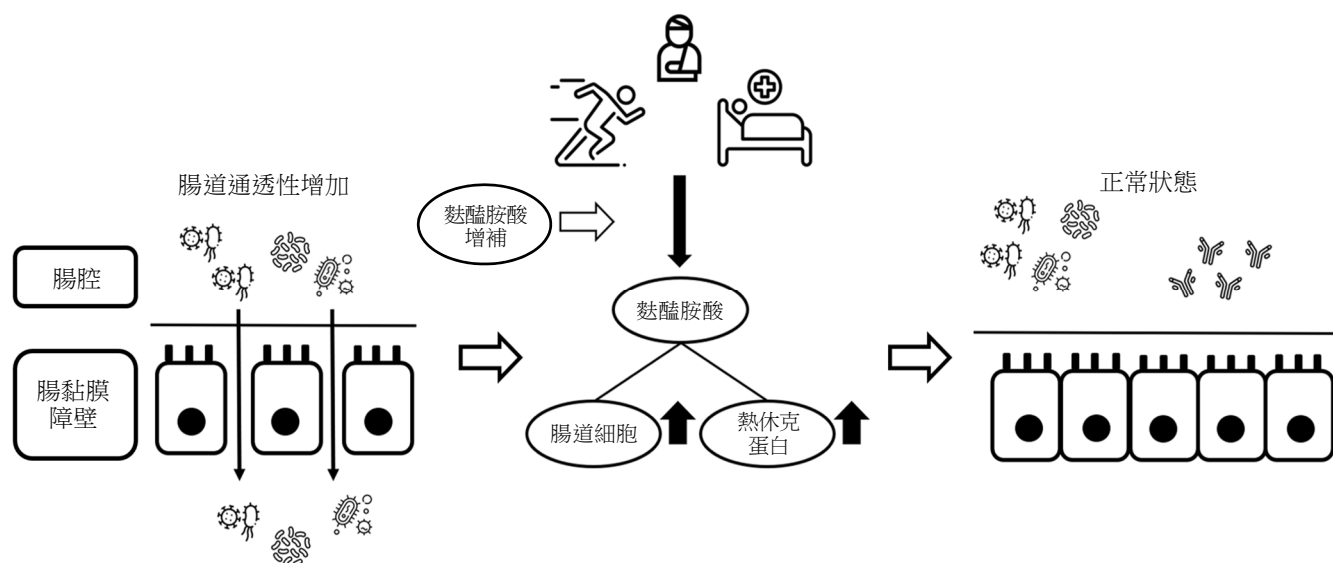 腸道通透性增加
正常狀態
麩醯胺酸
增補
腸腔
麩醯胺酸
腸黏膜
障壁
腸道細胞
熱休克
蛋白